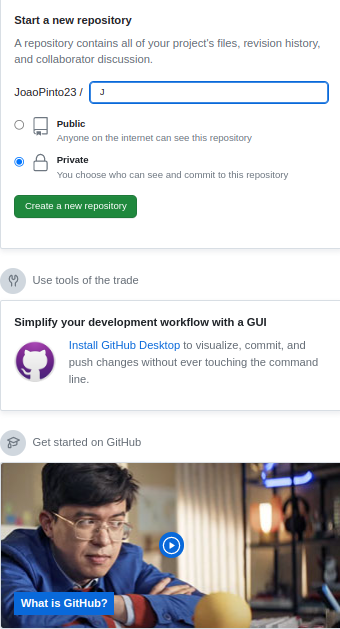 Start a new repository
A repository contains all of your project's files, revision history,
and collaborator discussion.
JoaoPinto23 / J
Public
Anyone on the internet can see this repository
Private
You choose who can see and commit to this repository
Create a new repository
Use tools of the trade
Simplify your development workflow with a GUI
Install GitHub Desktop to visualize, commit, and
push changes without ever touching the command
line.
Get started on GitHub
What is GitHub?